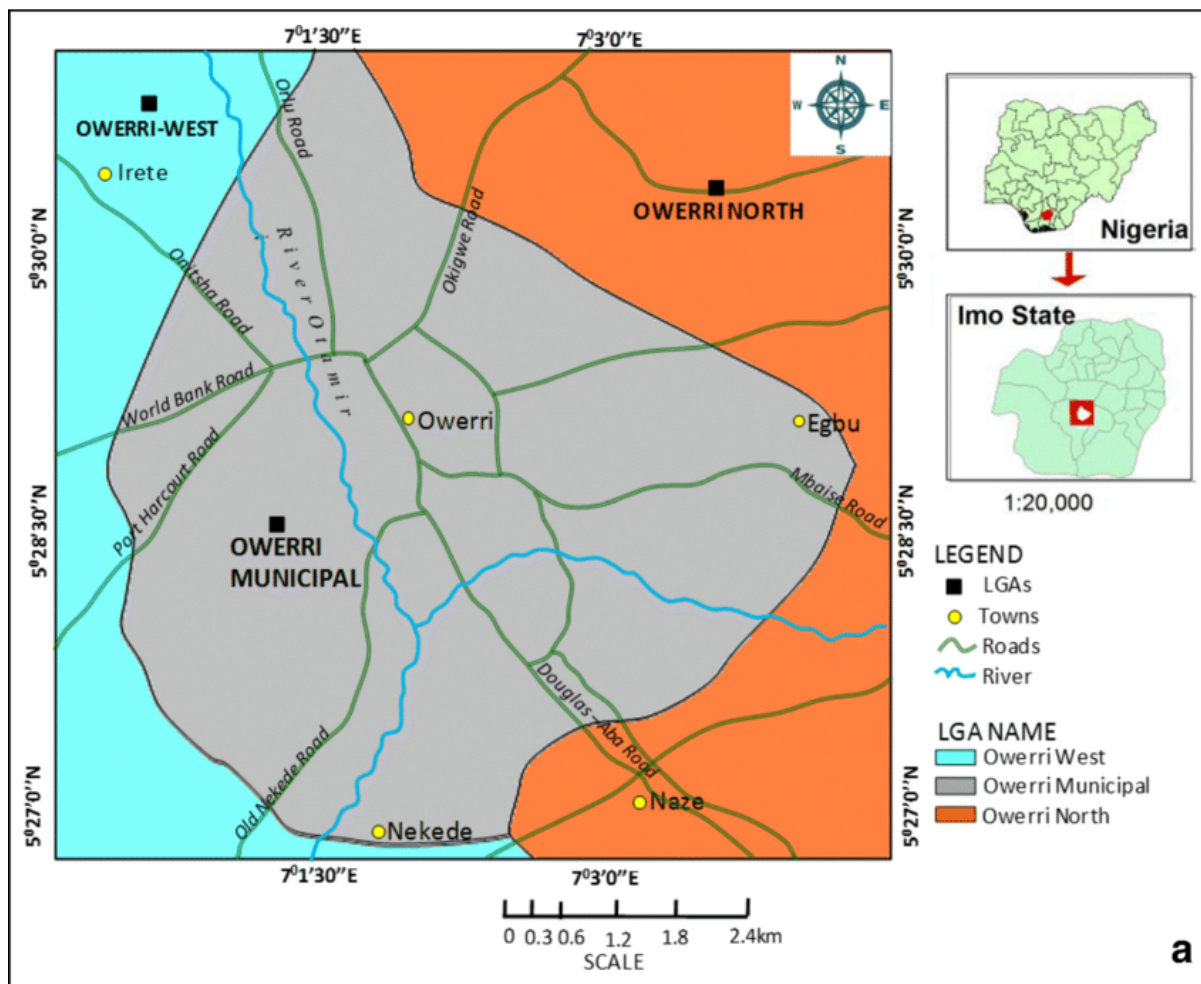 7⁰1'30''E
7⁰3'0''E
N
W
E
S
OWERRI-WEST
Irete
Orlu Road
OWERRI NORTH
Nigeria
5⁰30'0''N
5⁰30'0''N
Okigwe Road
River Otamir
i
Onitsha Road
Imo State
World Bank Road
Owerri
Egbu
Port Harcourt Road
Mbaise Road
1:20,000
5⁰28'30''N
5⁰28'30''N
OWERRI
MUNICIPAL
LEGEND
LGAs
Towns
Roads
River
Douglas – Aba Road
Old Nekede Road
LGA NAME
Owerri West
Owerri Municipal
Owerri North
5⁰27'0''N
5⁰27'0''N
Naze
Nekede
7⁰1'30''E
7⁰3'0''E
0 0.3 0.6 1.2 1.8 2.4km
SCALE
a